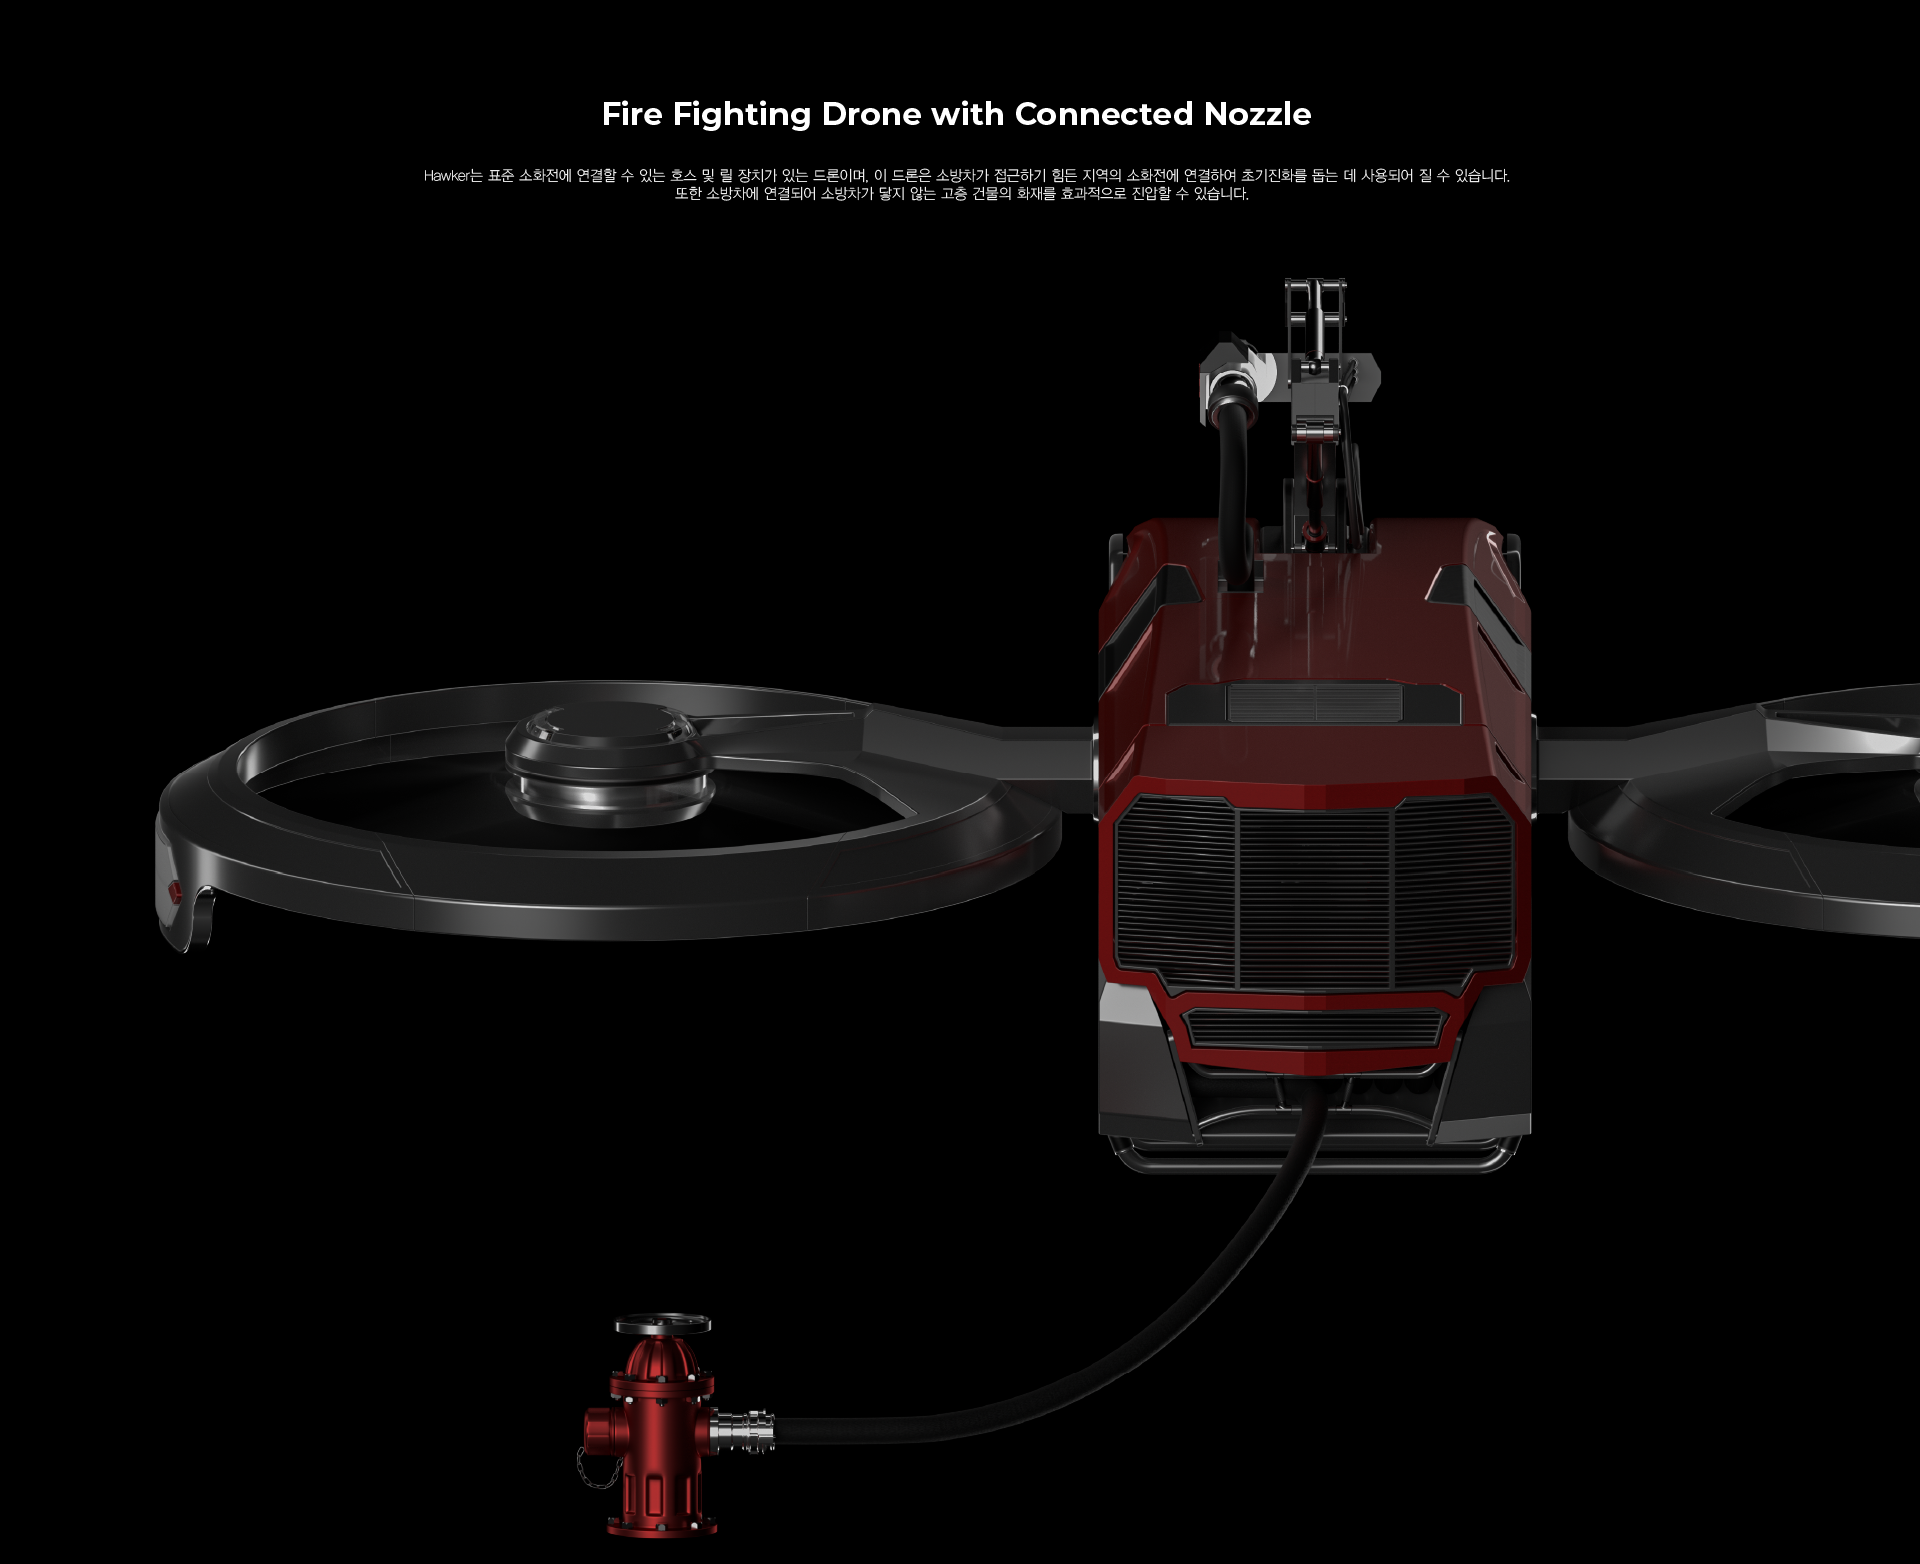 Fire Fighting Drone with Connected Nozzle
Hawker는 표준 소화전에 연결할 수 있는 호스 및 릴 장치가 있는 드론이며, 이 드론은 소방차가 접근하기 힘든 지역의 소화전에 연결하여 초기진화를 돕는 데 사용되어 질 수 있습니다.
또한 소방차에 연결되어 소방차가 닿지 않는 고층 건물의 화재를 효과적으로 진압할 수 있습니다.